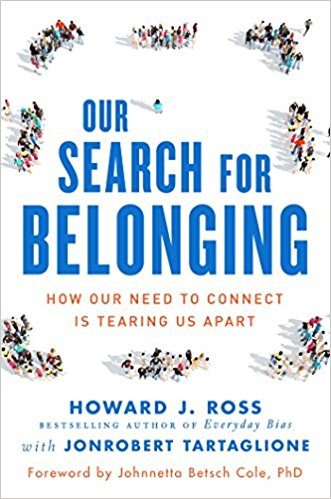 OUR
SEARCH FOR
BELONGING
HOW OUR NEED TO CONNECT
IS TEARING US APART
HOWARD J. ROSS
BESTSELLING AUTHOR OF Everyday Bias
with JONROBERT TARTAGLIONE
Foreword by Johnnetta Betsch Cole, PhD